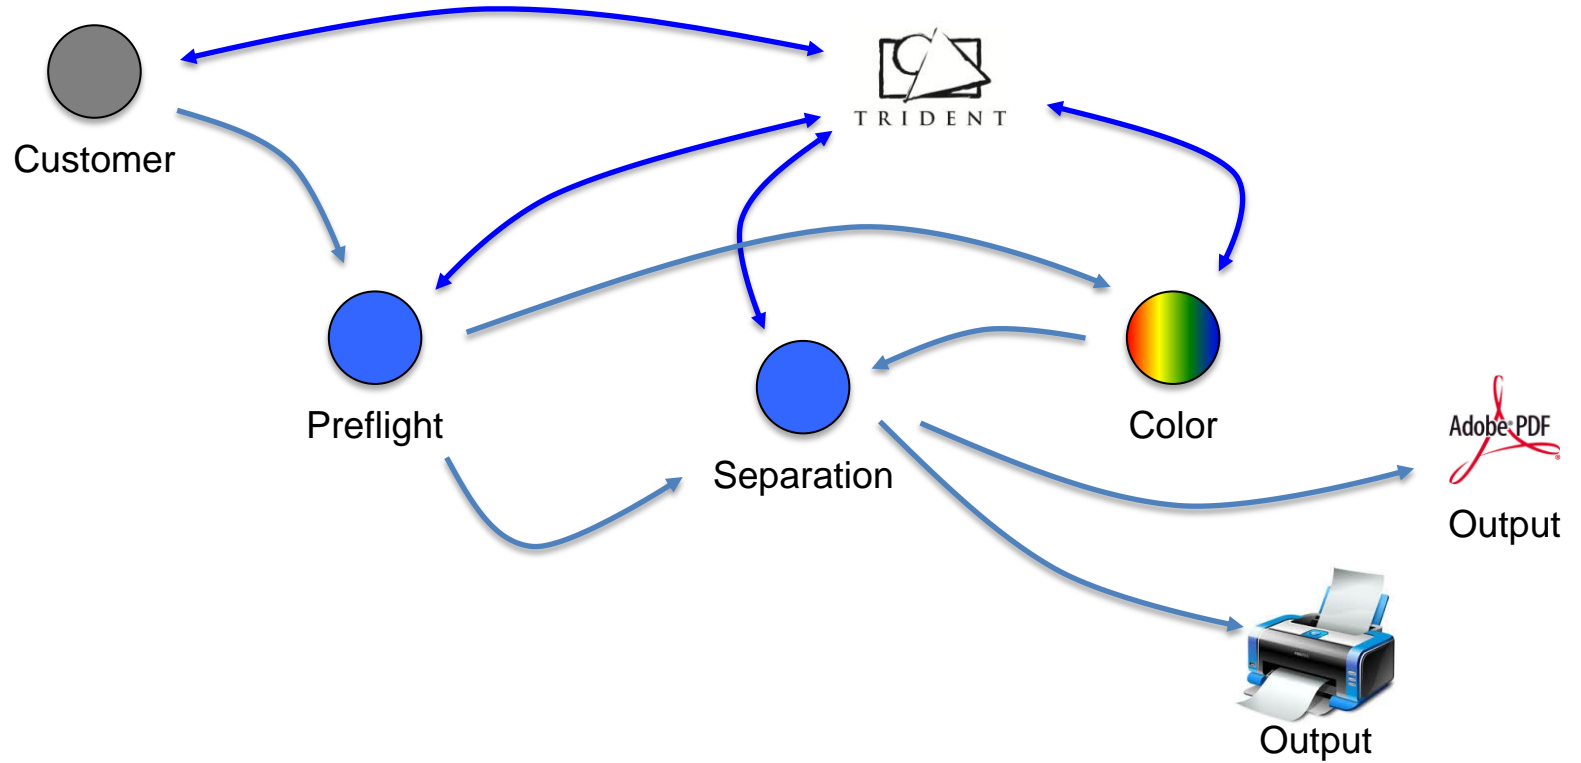 TRIDENT
Customer
Preflight
Separation
Color
Adobe® PDF
Output
Output